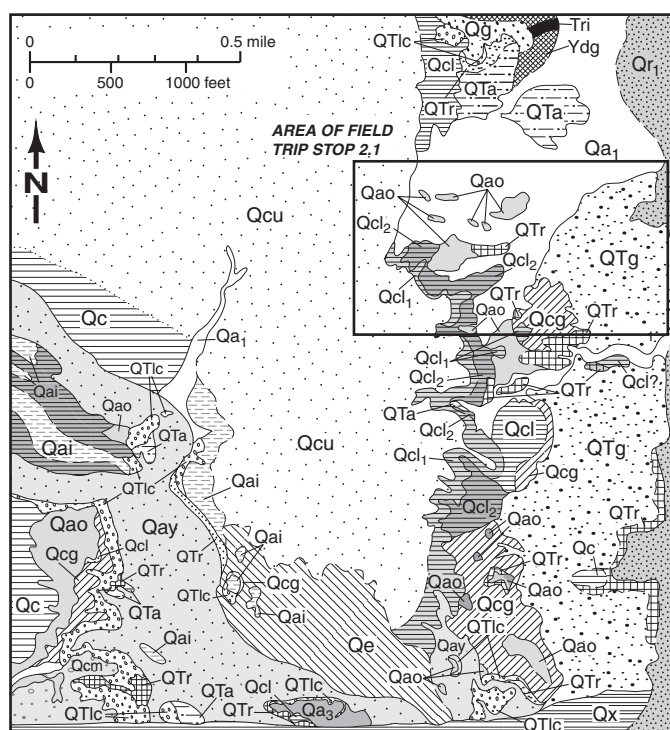 0 0.5 mile
0 500 1000 feet
N
AREA OF FIELD
TRIP STOP 2.1
QTlc
Qg
Tri
Ydg
Qcl
QTr
QTa
QTa
Qr1
Qa1
Qcu
Qao
Qao
Qcl2
QTr
Qcl2
Qcl1
QTg
QTr
Qao
Qcg
QTr
Qc
Qa1
QTlc
Qcl1
Qcl2
QTr
Qcl?
Qai
Qao
QTa
Qai
QTlc
Qcu
QTa
Qcl2
Qcl
QTg
Qcl1
Qcg
Qai
Qao
Qay
Qcl2
Qao
QTr
Qcg
Qcl
QTr
QTr
Qai
QTr
Qc
Qc
QTa
QTlc
Qcg
Qai
Qao
Qcg
Qao
QTlc
Qai
Qe
Qay
Qao
Qcm
QTr
QTa
Qcl
QTlc
Qao
QTr
QTlc
QTr
Qa3
QTlc
Qx